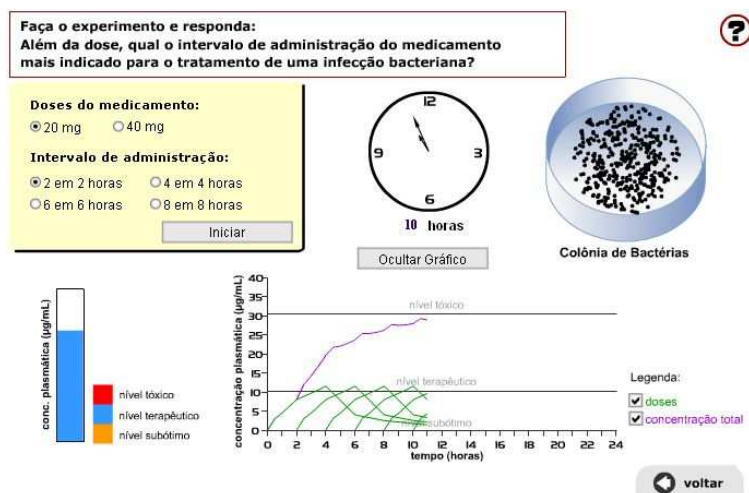 Faça o experimento e responda:
Além da dose, qual o intervalo de administração do medicamento
mais indicado para o tratamento de uma infecção bacteriana?
?
Doses do medicamento:
20 mg 40 mg
Intervalo de administração:
2 em 2 horas 4 em 4 horas
6 em 6 horas 8 em 8 horas
Iniciar
12
9 3
6
10 horas
Ocultar Gráfico
Colônia de Bactérias
conc. plasmática (µg/mL)
nível tóxico
nível terapêutico
nível subótimo
concentração plasmática (µg/mL)
40
35
30
25
20
15
10
5
0
nível tóxico
nível terapêutico
nível subótimo
0 2 4 6 8 10 12 14 16 18 20 22 24
tempo (horas)
Legenda:
doses
concentração total
voltar